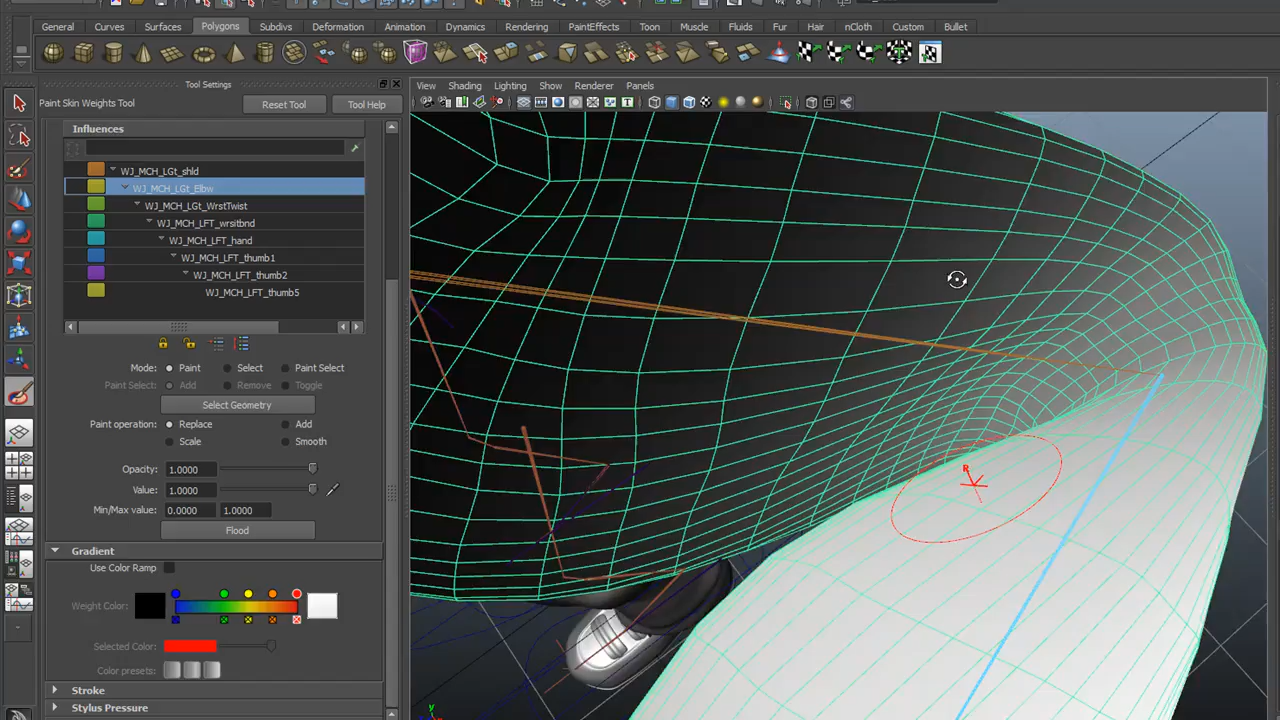 General Curves Surfaces Polygons Subdivs Deformation Animation Dynamics Rendering PaintEffects Toon Muscle Fluids Fur Hair nCloth Custom Bullet
Tool Settings
Paint Skin Weights Tool Reset Tool Tool Help
Influences
WJ_MCH_LGt_shld
WJ_MCH_LGt_Elbw
WJ_MCH_LGt_WrstTwist
WJ_MCH_LFT_wrsitbnd
WJ_MCH_LFT_hand
WJ_MCH_LFT_thumb1
WJ_MCH_LFT_thumb2
WJ_MCH_LFT_thumb5
Mode: Paint Select Paint Select
Paint Select: Add Remove Toggle
Select Geometry
Paint operation: Replace Add
Scale Smooth
Opacity: 1.0000
Value: 1.0000
Min/Max value: 0.0000 1.0000
Flood
Gradient
Use Color Ramp
Weight Color:
Selected Color:
Color presets:
Stroke
Stylus Pressure
View Shading Lighting Show Renderer Panels
R
y